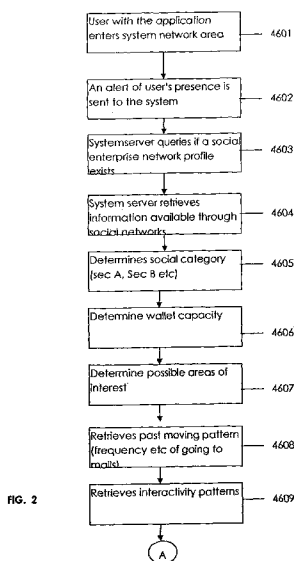 User with the application
enters system network area
4601
An alert of user's presence is
sent to the system
4602
Systemserver queries if a social
enterprise network profile
exists
4603
System server retrieves
information available through
social networks
4604
Determines social category
(sec A, Sec B etc)
4605
Determine wallet capacity
4606
Determine possible areas of
interest
4607
Retrieves past moving pattern
(frequency etc of going to
malls)
4608
Retrieves interactivity patterns
4609
FIG. 2
A